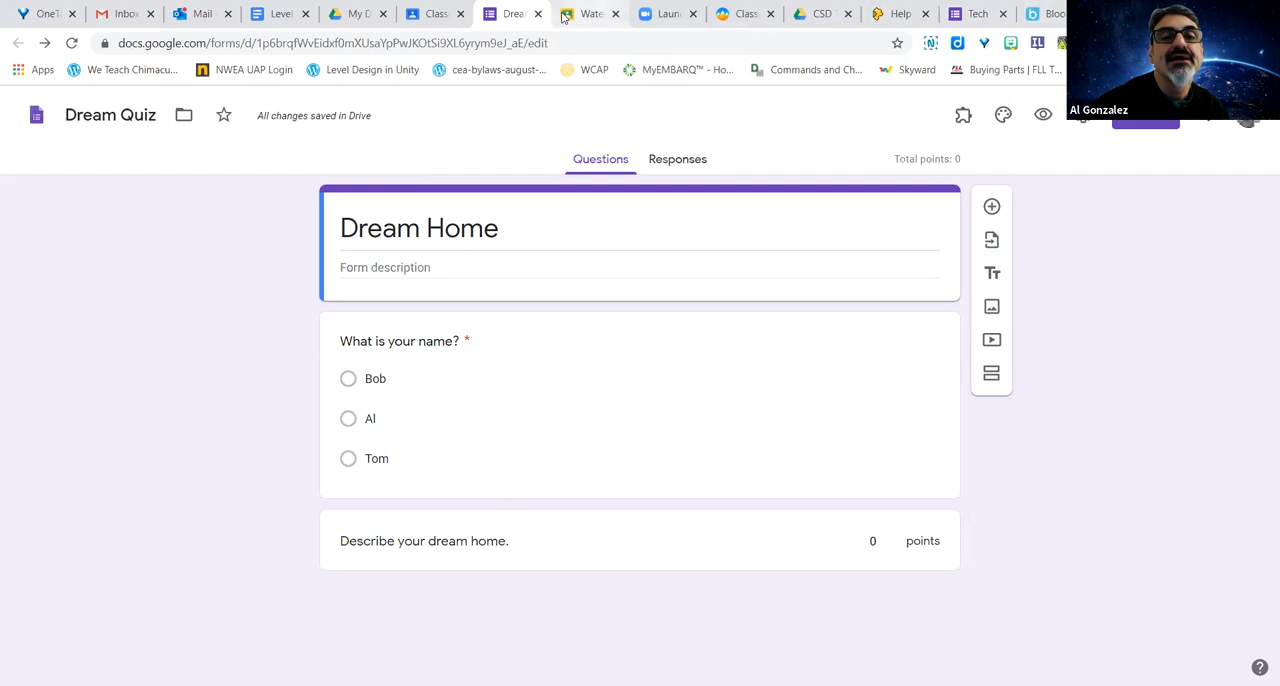 OneTo Inbox Mail - Level My D Class Drea Wate Laun Class CSD T Help Tech Bloo
docs.google.com/forms/d/1p6brqfWvEidxf0mXUsaYpPwJKOtSi9XL6yrym9eJ_aE/edit
Apps We Teach Chimacu... NWEA UAP Login Level Design in Unity cea-bylaws-august-... WCAP MyEMBARQ™ - Ho... Commands and Ch... Skyward Buying Parts | FLL T...
Al Gonzalez
Dream Quiz All changes saved in Drive
Questions Responses Total points: 0
Dream Home
Form description
What is your name? *
Bob
Al
Tom
Describe your dream home. 0 points